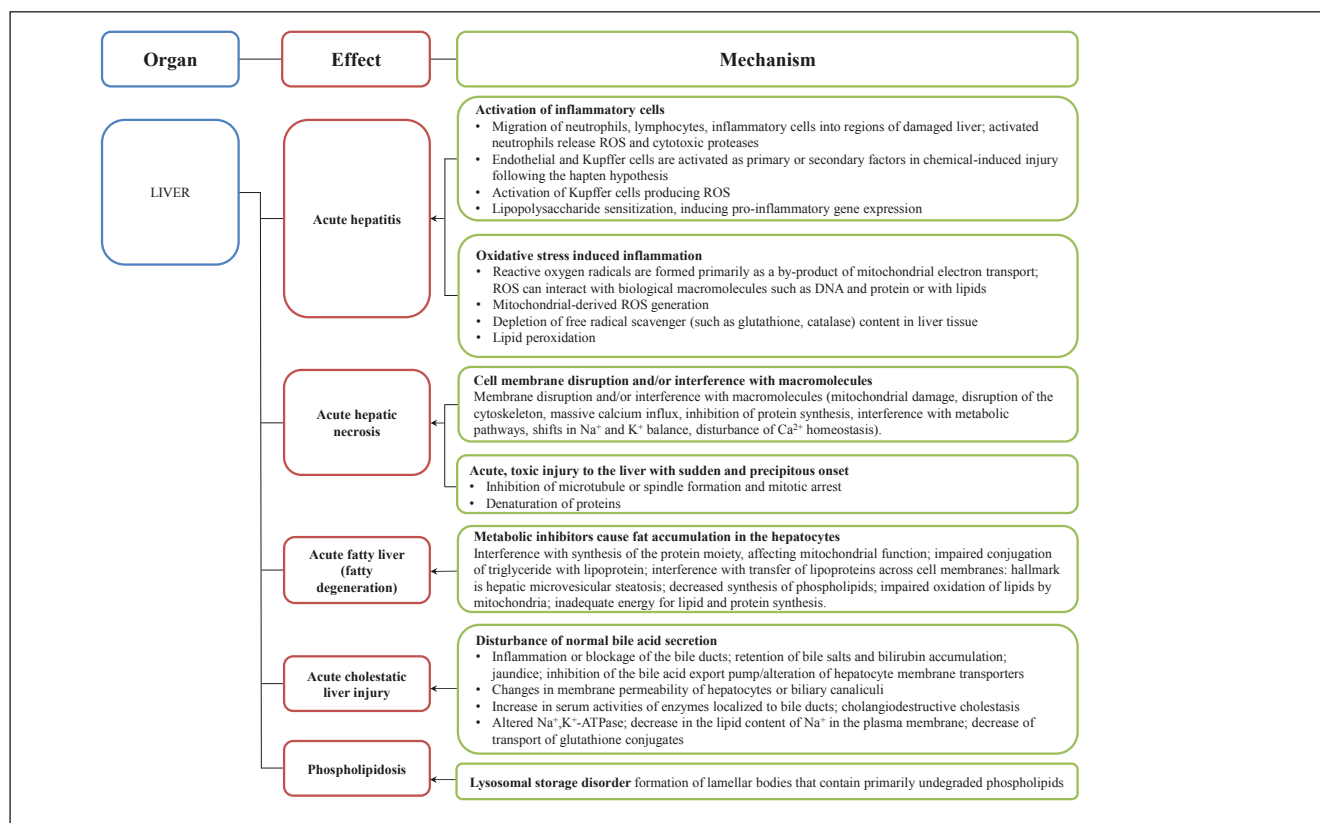 Organ
Effect
Mechanism
LIVER
Acute hepatitis
Activation of inflammatory cells
• Migration of neutrophils, lymphocytes, inflammatory cells into regions of damaged liver; activated
neutrophils release ROS and cytotoxic proteases
• Endothelial and Kupffer cells are activated as primary or secondary factors in chemical-induced injury
following the hapten hypothesis
• Activation of Kupffer cells producing ROS
• Lipopolysaccharide sensitization, inducing pro-inflammatory gene expression
Oxidative stress induced inflammation
• Reactive oxygen radicals are formed primarily as a by-product of mitochondrial electron transport;
ROS can interact with biological macromolecules such as DNA and protein or with lipids
• Mitochondrial-derived ROS generation
• Depletion of free radical scavenger (such as glutathione, catalase) content in liver tissue
• Lipid peroxidation
Acute hepatic
necrosis
Cell membrane disruption and/or interference with macromolecules
Membrane disruption and/or interference with macromolecules (mitochondrial damage, disruption of the
cytoskeleton, massive calcium influx, inhibition of protein synthesis, interference with metabolic
pathways, shifts in Na⁺ and K⁺ balance, disturbance of Ca²⁺ homeostasis).
Acute, toxic injury to the liver with sudden and precipitous onset
• Inhibition of microtubule or spindle formation and mitotic arrest
• Denaturation of proteins
Acute fatty liver
(fatty
degeneration)
Metabolic inhibitors cause fat accumulation in the hepatocytes
Interference with synthesis of the protein moiety, affecting mitochondrial function; impaired conjugation
of triglyceride with lipoprotein; interference with transfer of lipoproteins across cell membranes: hallmark
is hepatic microvesicular steatosis; decreased synthesis of phospholipids; impaired oxidation of lipids by
mitochondria; inadequate energy for lipid and protein synthesis.
Acute cholestatic
liver injury
Disturbance of normal bile acid secretion
• Inflammation or blockage of the bile ducts; retention of bile salts and bilirubin accumulation;
jaundice; inhibition of the bile acid export pump/alteration of hepatocyte membrane transporters
• Changes in membrane permeability of hepatocytes or biliary canaliculi
• Increase in serum activities of enzymes localized to bile ducts; cholangiodestructive cholestasis
• Altered Na⁺,K⁺-ATPase; decrease in the lipid content of Na⁺ in the plasma membrane; decrease of
transport of glutathione conjugates
Phospholipidosis
Lysosomal storage disorder formation of lamellar bodies that contain primarily undegraded phospholipids